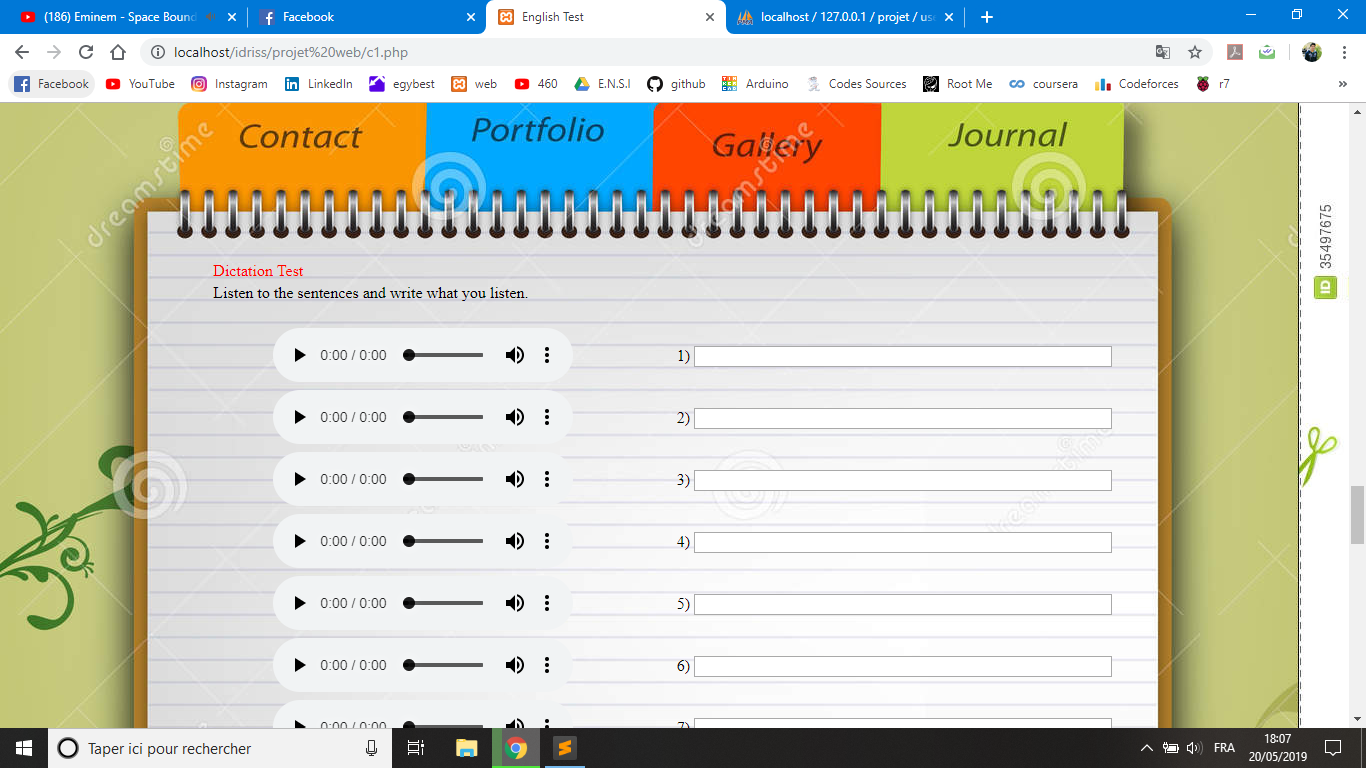 (186) Eminem - Space Bound
Facebook
English Test
localhost / 127.0.0.1 / projet / use
localhost/idriss/projet%20web/c1.php
Facebook
YouTube
Instagram
LinkedIn
egybest
web
460
E.N.S.I
github
Arduino
Codes Sources
Root Me
coursera
Codeforces
r7
»
Contact
Portfolio
Gallery
Journal
dreamstime
dreamstime
dreamstime
35497675
ID
Dictation Test
Listen to the sentences and write what you listen.
0:00 / 0:00
1)
0:00 / 0:00
2)
0:00 / 0:00
3)
0:00 / 0:00
4)
0:00 / 0:00
5)
0:00 / 0:00
6)
0:00 / 0:00
7)
Taper ici pour rechercher
FRA
18:07
20/05/2019